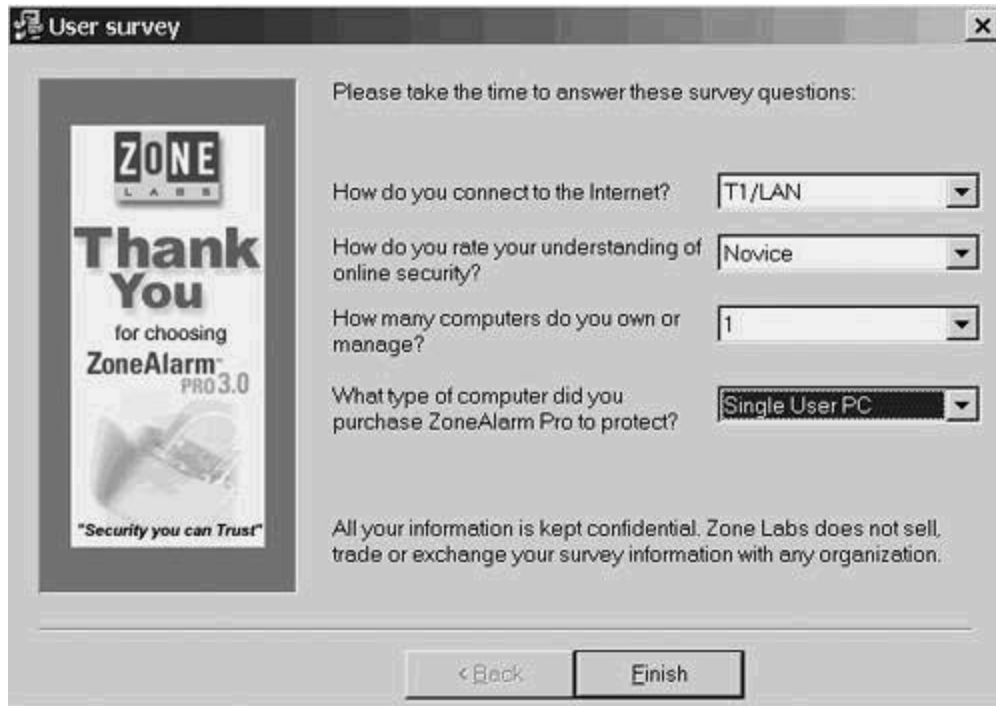 User survey
Please take the time to answer these survey questions:
ZONE
LABS
Thank
You
for choosing
ZoneAlarm™
PRO 3.0
"Security you can Trust"
How do you connect to the Internet?
T1/LAN
How do you rate your understanding of
online security?
Novice
How many computers do you own or
manage?
1
What type of computer did you
purchase ZoneAlarm Pro to protect?
Single User PC
All your information is kept confidential. Zone Labs does not sell,
trade or exchange your survey information with any organization.
< Back
Finish